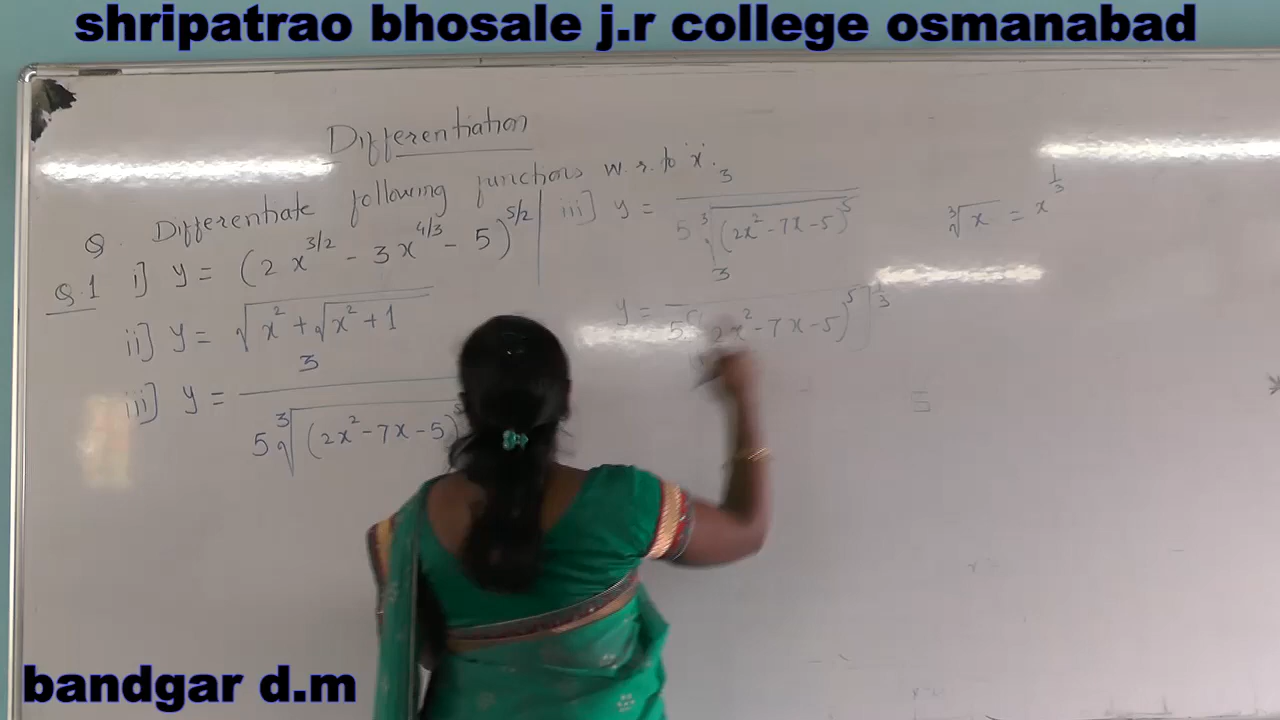 shripatrao bhosale j.r college osmanabad
Differentiation
Q. Differentiate following functions w.r.to 'x'.
Q.1 i] y = (2x^{3/2} - 3x^{4/3} - 5)^{5/2}
ii] y = √(x² + √(x² + 1))
iii] y = 3 / (5 ∛((2x² - 7x - 5)^5))
iii] y = 3 / (5 ∛((2x² - 7x - 5)^5))
y = 3 / (5 [(2x² - 7x - 5)^5]^{1/3})
∛x = x^{1/3}
bandgar d.m